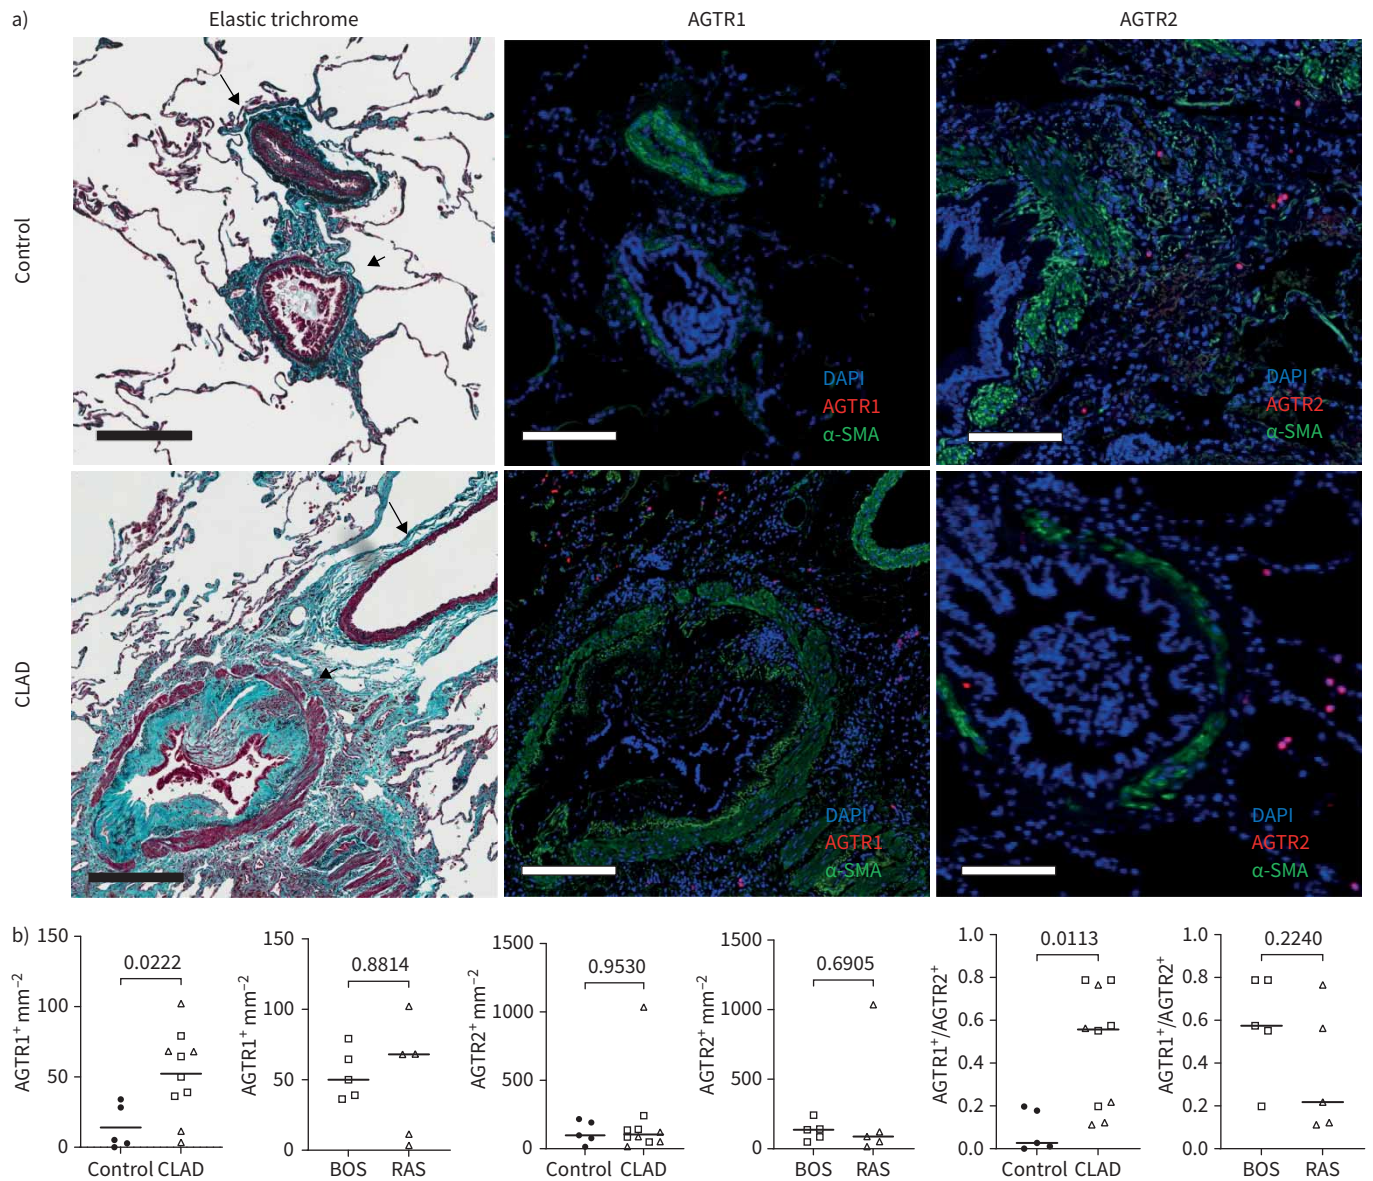 a)
Elastic trichrome
AGTR1
AGTR2
Control
DAPI
AGTR1
α-SMA
DAPI
AGTR2
α-SMA
CLAD
DAPI
AGTR1
α-SMA
DAPI
AGTR2
α-SMA
b)
AGTR1⁺ mm⁻²
150
100
50
0
0.0222
Control CLAD
AGTR1⁺ mm⁻²
150
100
50
0
0.8814
BOS RAS
AGTR2⁺ mm⁻²
1500
1000
500
0
0.9530
Control CLAD
AGTR2⁺ mm⁻²
1500
1000
500
0
0.6905
BOS RAS
AGTR1⁺/AGTR2⁺
1.0
0.8
0.6
0.4
0.2
0.0
0.0113
Control CLAD
AGTR1⁺/AGTR2⁺
1.0
0.8
0.6
0.4
0.2
0.0
0.2240
BOS RAS